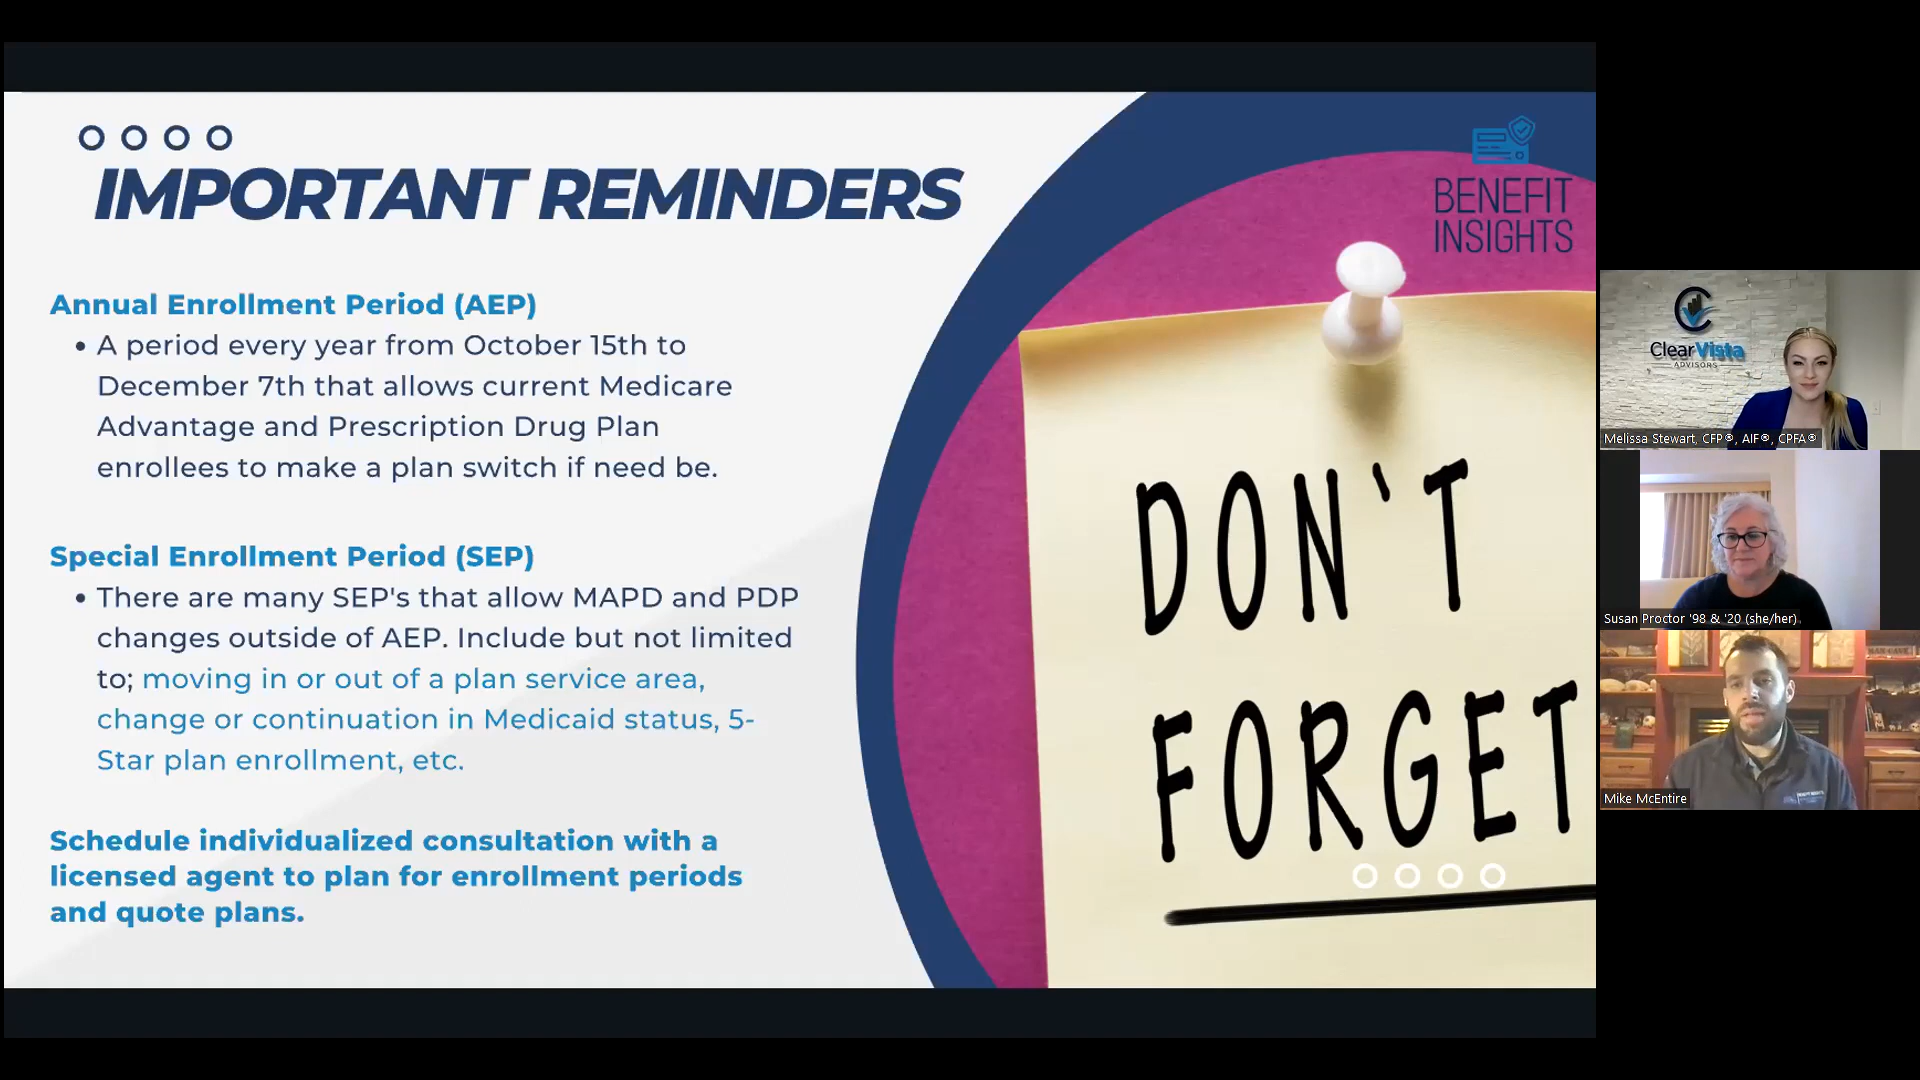 IMPORTANT REMINDERS
BENEFIT
INSIGHTS
Annual Enrollment Period (AEP)
• A period every year from October 15th to
December 7th that allows current Medicare
Advantage and Prescription Drug Plan
enrollees to make a plan switch if need be.
Special Enrollment Period (SEP)
• There are many SEP's that allow MAPD and PDP
changes outside of AEP. Include but not limited
to; moving in or out of a plan service area,
change or continuation in Medicaid status, 5-
Star plan enrollment, etc.
Schedule individualized consultation with a
licensed agent to plan for enrollment periods
and quote plans.
DON`T
FORGET
ClearVista
ADVISORS
Melissa Stewart, CFP®, AIF®, CPFA®
Susan Proctor '98 & '20 (she/her)
Mike McEntire